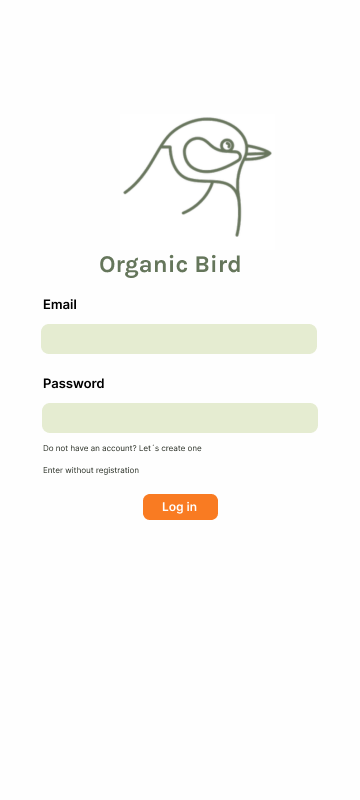 Organic Bird
Email
Password
Do not have an account? Let´s create one
Enter without registration
Log in